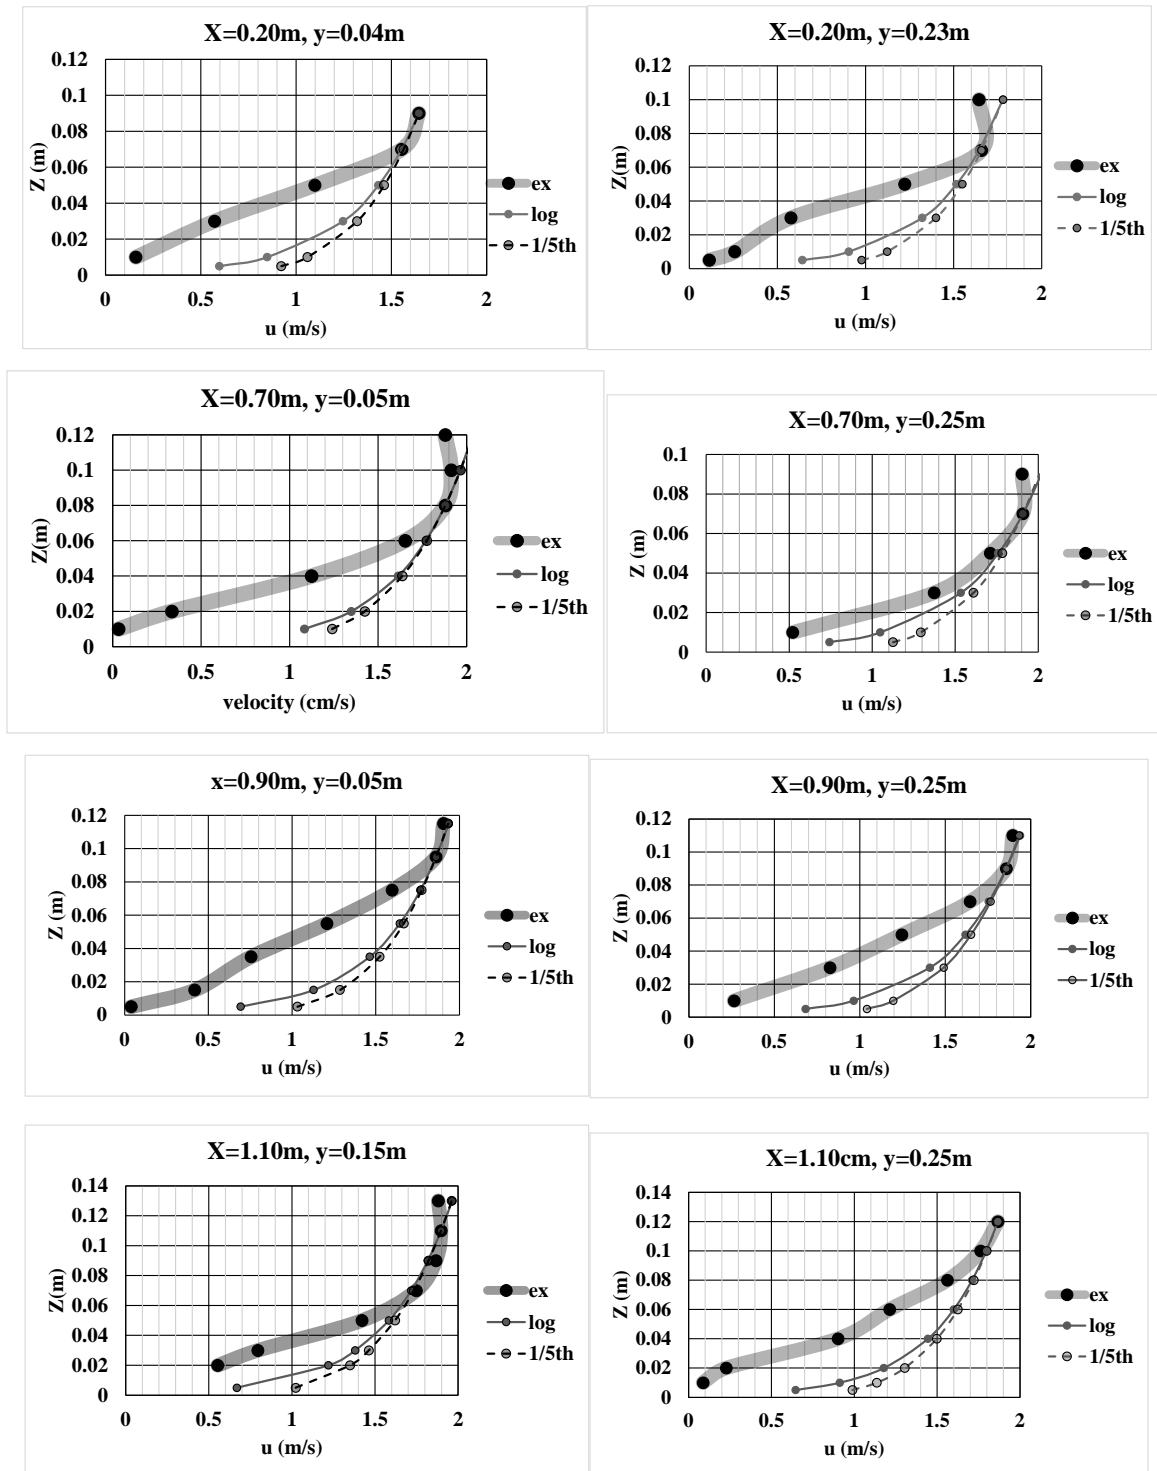 X=0.20m, y=0.04m
0.12
0.1
0.08
0.06
0.04
0.02
0
Z (m)
0 0.5 1 1.5 2
u (m/s)
ex
log
1/5th
X=0.20m, y=0.23m
0.12
0.1
0.08
0.06
0.04
0.02
0
Z(m)
0 0.5 1 1.5 2
u (m/s)
ex
log
1/5th
X=0.70m, y=0.05m
0.12
0.1
0.08
0.06
0.04
0.02
0
Z(m)
0 0.5 1 1.5 2
velocity (cm/s)
ex
log
1/5th
X=0.70m, y=0.25m
0.1
0.08
0.06
0.04
0.02
0
Z (m)
0 0.5 1 1.5 2
u (m/s)
ex
log
1/5th
x=0.90m, y=0.05m
0.12
0.1
0.08
0.06
0.04
0.02
0
Z (m)
0 0.5 1 1.5 2
u (m/s)
ex
log
1/5th
X=0.90m, y=0.25m
0.12
0.1
0.08
0.06
0.04
0.02
0
Z (m)
0 0.5 1 1.5 2
u (m/s)
ex
log
1/5th
X=1.10m, y=0.15m
0.14
0.12
0.1
0.08
0.06
0.04
0.02
0
Z(m)
0 0.5 1 1.5 2
u (m/s)
ex
log
1/5th
X=1.10cm, y=0.25m
0.14
0.12
0.1
0.08
0.06
0.04
0.02
0
Z (m)
0 0.5 1 1.5 2
u (m/s)
ex
log
1/5th